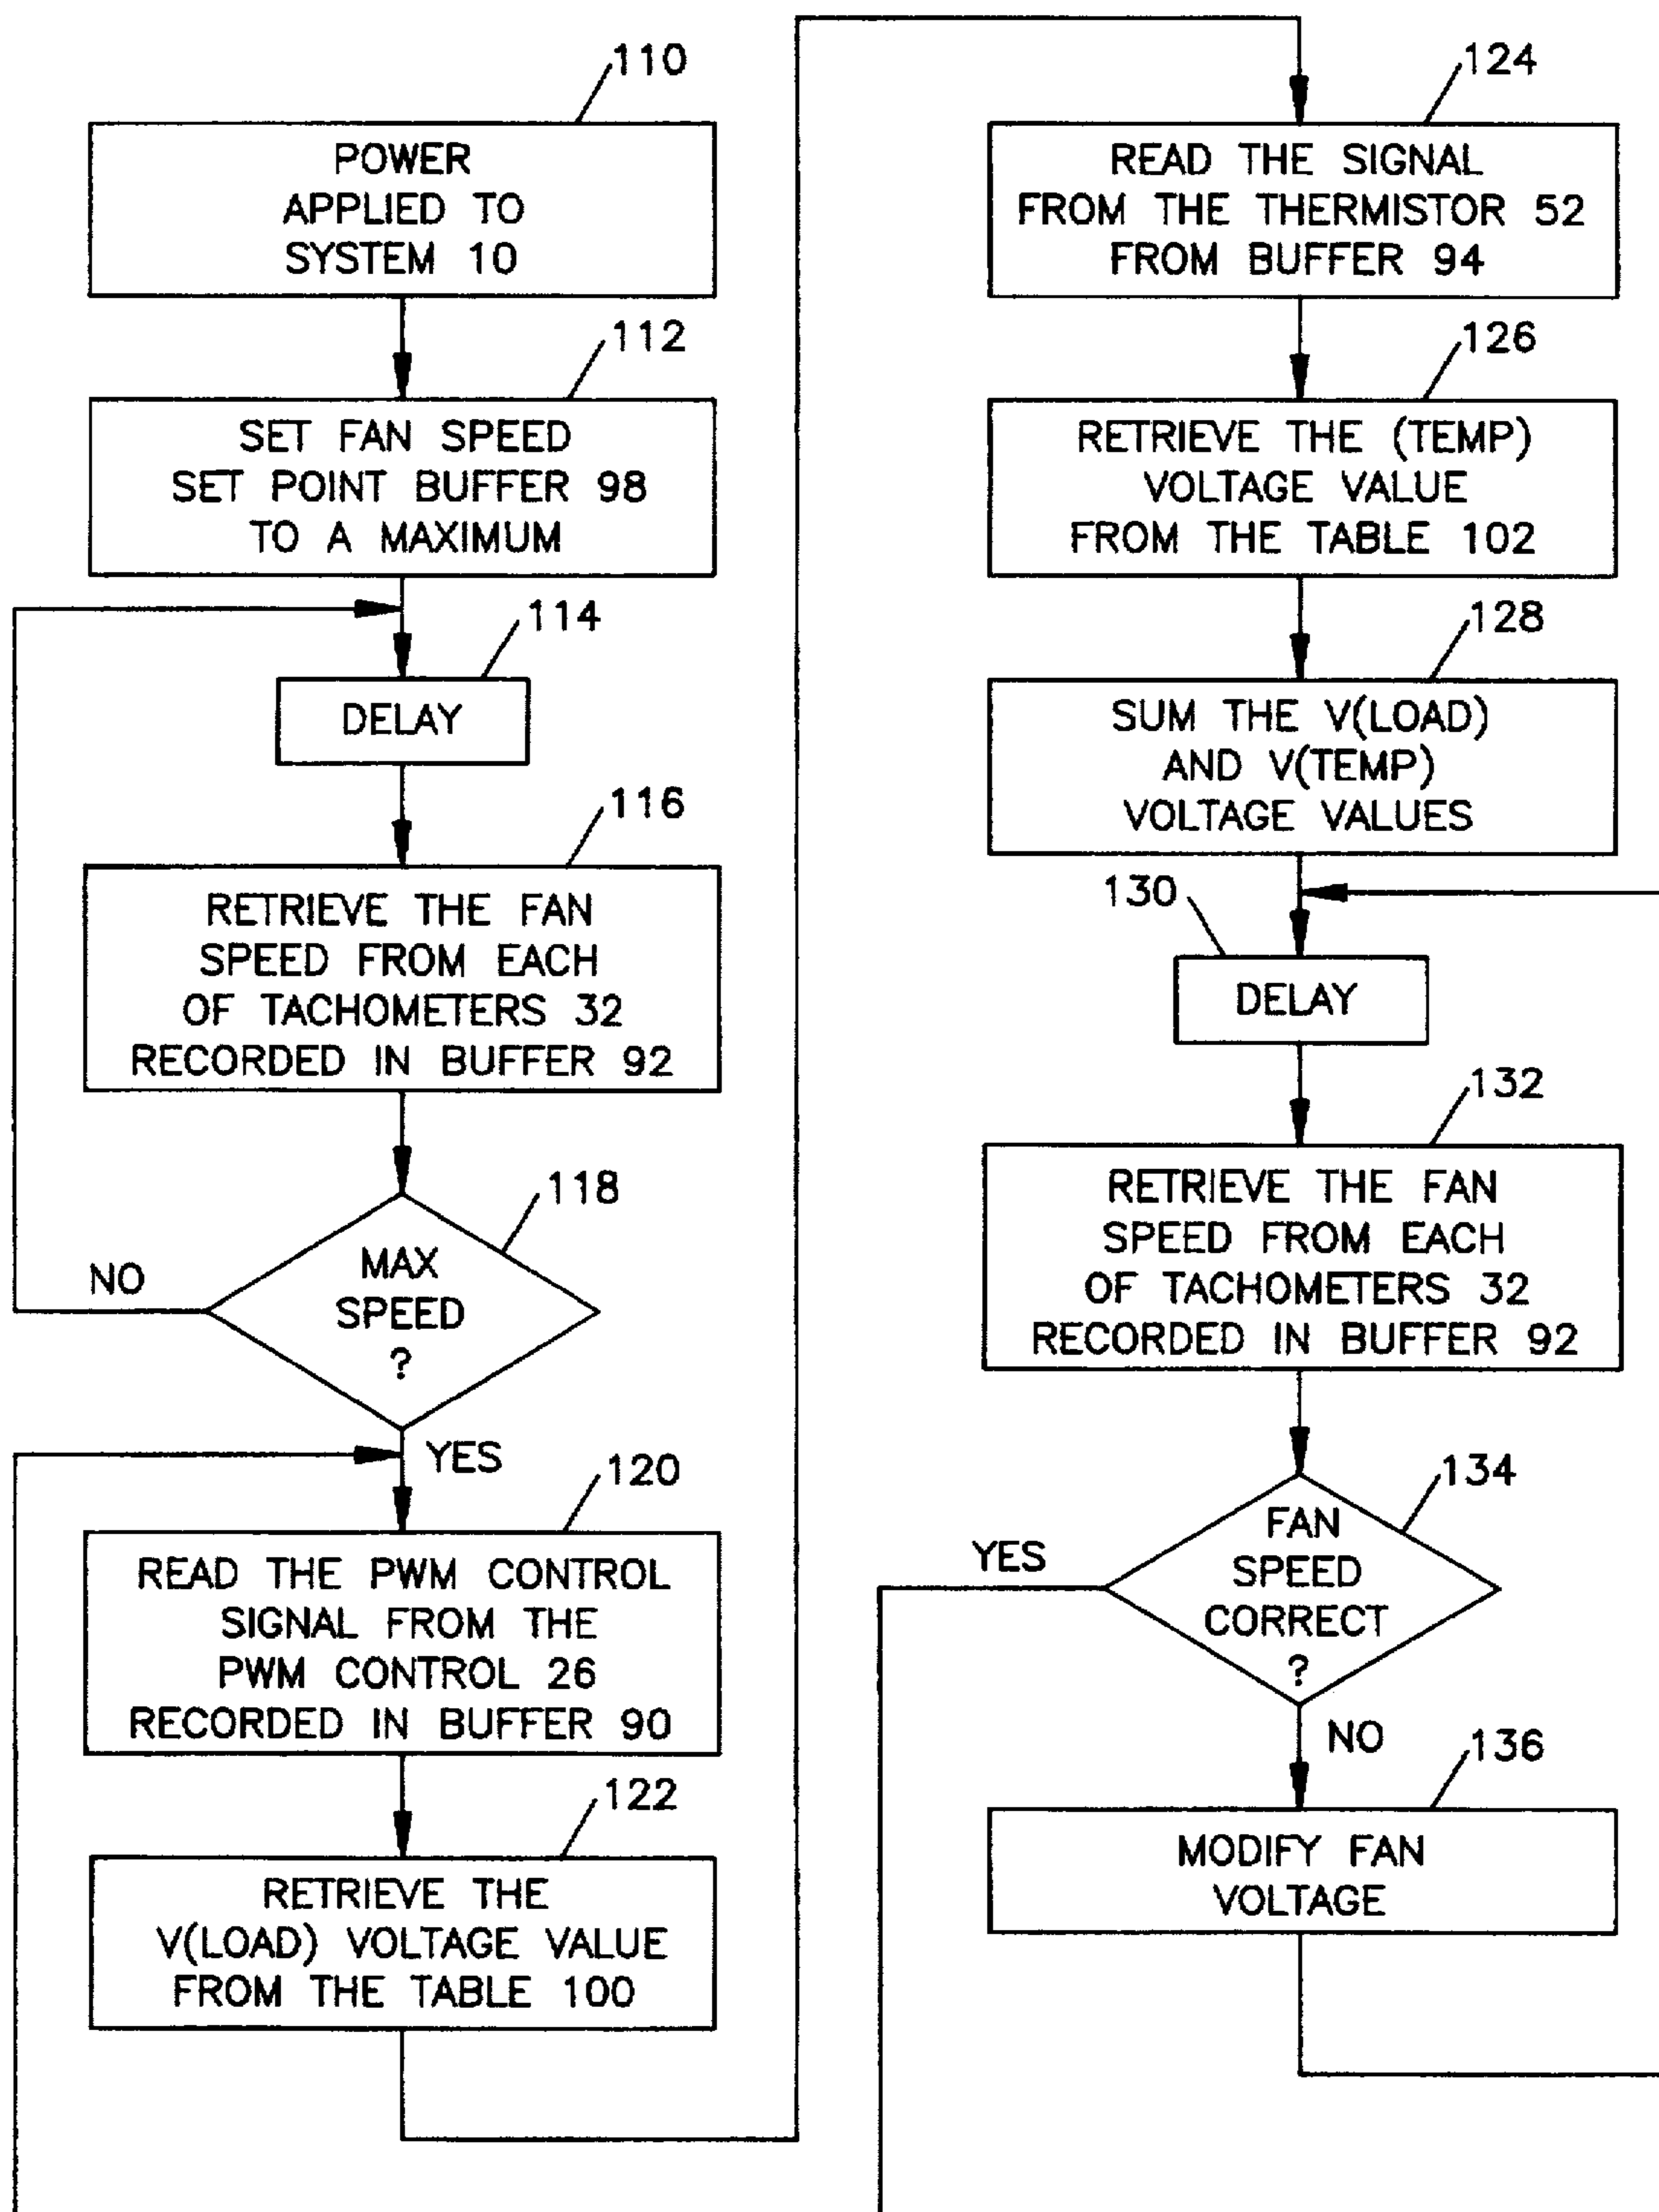 110
POWER
APPLIED TO
SYSTEM 10
112
SET FAN SPEED
SET POINT BUFFER 98
TO A MAXIMUM
114
DELAY
116
RETRIEVE THE FAN
SPEED FROM EACH
OF TACHOMETERS 32
RECORDED IN BUFFER 92
118
MAX
SPEED
?
NO
YES
120
READ THE PWM CONTROL
SIGNAL FROM THE
PWM CONTROL 26
RECORDED IN BUFFER 90
122
RETRIEVE THE
V(LOAD) VOLTAGE VALUE
FROM THE TABLE 100
124
READ THE SIGNAL
FROM THE THERMISTOR 52
FROM BUFFER 94
126
RETRIEVE THE (TEMP)
VOLTAGE VALUE
FROM THE TABLE 102
128
SUM THE V(LOAD)
AND V(TEMP)
VOLTAGE VALUES
130
DELAY
132
RETRIEVE THE FAN
SPEED FROM EACH
OF TACHOMETERS 32
RECORDED IN BUFFER 92
134
FAN
SPEED
CORRECT
?
YES
NO
136
MODIFY FAN
VOLTAGE